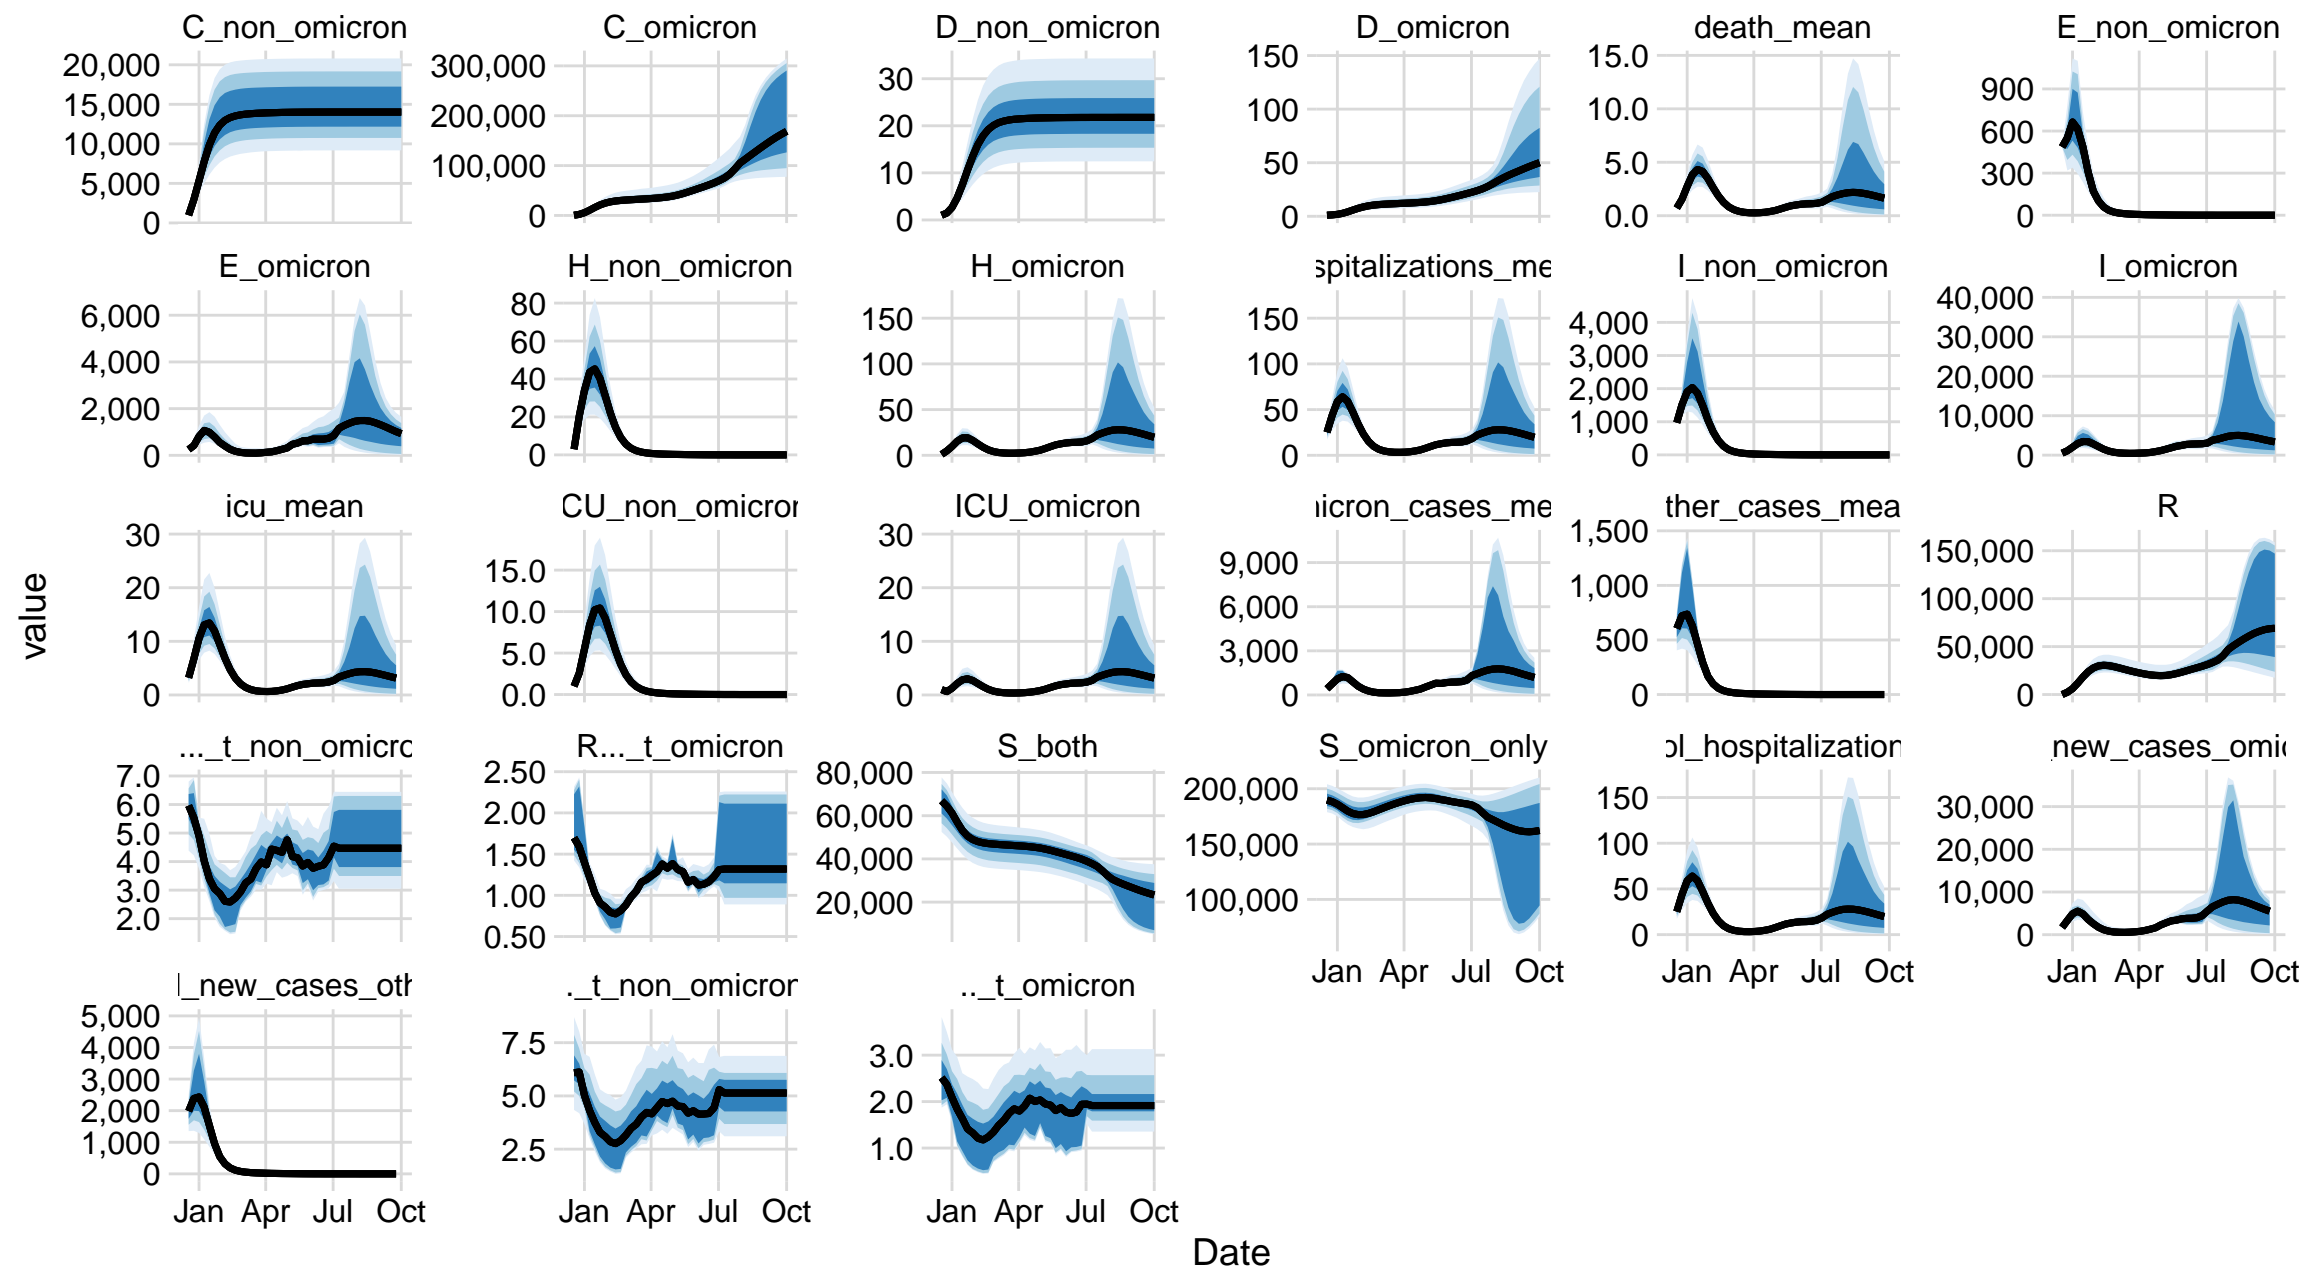 C_non_omicron C_omicron D_non_omicron D_omicron death_mean E_non_omicron
20,000 15,000 10,000 5,000 0
300,000 200,000 100,000 0
30 20 10 0
150 100 50 0
15.0 10.0 5.0 0.0
900 600 300 0
E_omicron H_non_omicron H_omicron spitalizations_me I_non_omicron I_omicron
6,000 4,000 2,000 0
80 60 40 20 0
150 100 50 0
150 100 50 0
4,000 3,000 2,000 1,000 0
40,000 30,000 20,000 10,000 0
icu_mean CU_non_omicron ICU_omicron icron_cases_me ther_cases_mea R
30 20 10 0
15.0 10.0 5.0 0.0
30 20 10 0
9,000 6,000 3,000 0
1,500 1,000 500 0
150,000 100,000 50,000 0
..._t_non_omicro R..._t_omicron S_both S_omicron_only ol_hospitalization _new_cases_omic
7.0 6.0 5.0 4.0 3.0 2.0
2.50 2.00 1.50 1.00 0.50
80,000 60,000 40,000 20,000
200,000 150,000 100,000
150 100 50 0
30,000 20,000 10,000 0
Jan Apr Jul Oct
Jan Apr Jul Oct
Jan Apr Jul Oct
l_new_cases_oth ._t_non_omicron .._t_omicron
5,000 4,000 3,000 2,000 1,000 0
7.5 5.0 2.5
3.0 2.0 1.0
Jan Apr Jul Oct
Jan Apr Jul Oct
Jan Apr Jul Oct
value
Date